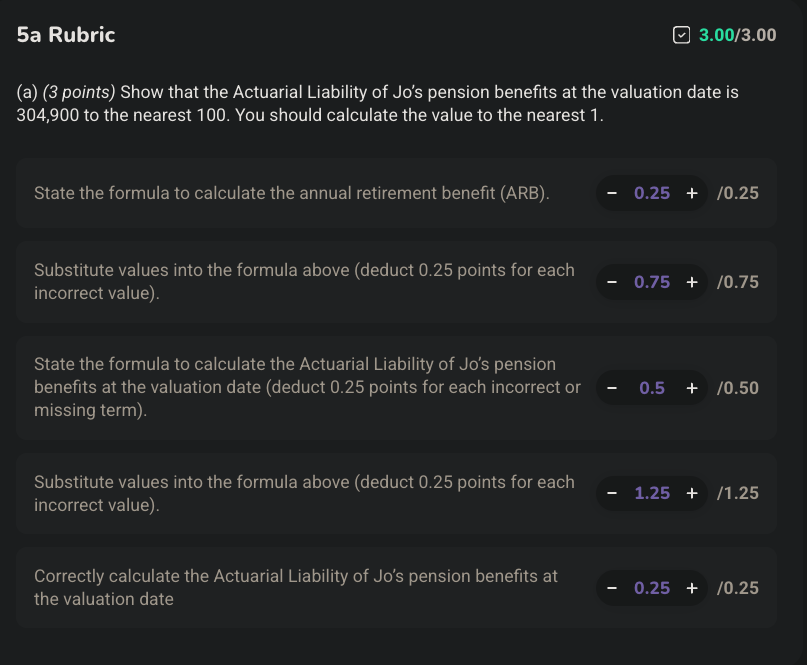 5a Rubric
3.00/3.00
(a) (3 points) Show that the Actuarial Liability of Jo’s pension benefits at the valuation date is
304,900 to the nearest 100. You should calculate the value to the nearest 1.
State the formula to calculate the annual retirement benefit (ARB).
− 0.25 + /0.25
Substitute values into the formula above (deduct 0.25 points for each
incorrect value).
− 0.75 + /0.75
State the formula to calculate the Actuarial Liability of Jo’s pension
benefits at the valuation date (deduct 0.25 points for each incorrect or
missing term).
− 0.5 + /0.50
Substitute values into the formula above (deduct 0.25 points for each
incorrect value).
− 1.25 + /1.25
Correctly calculate the Actuarial Liability of Jo’s pension benefits at
the valuation date
− 0.25 + /0.25